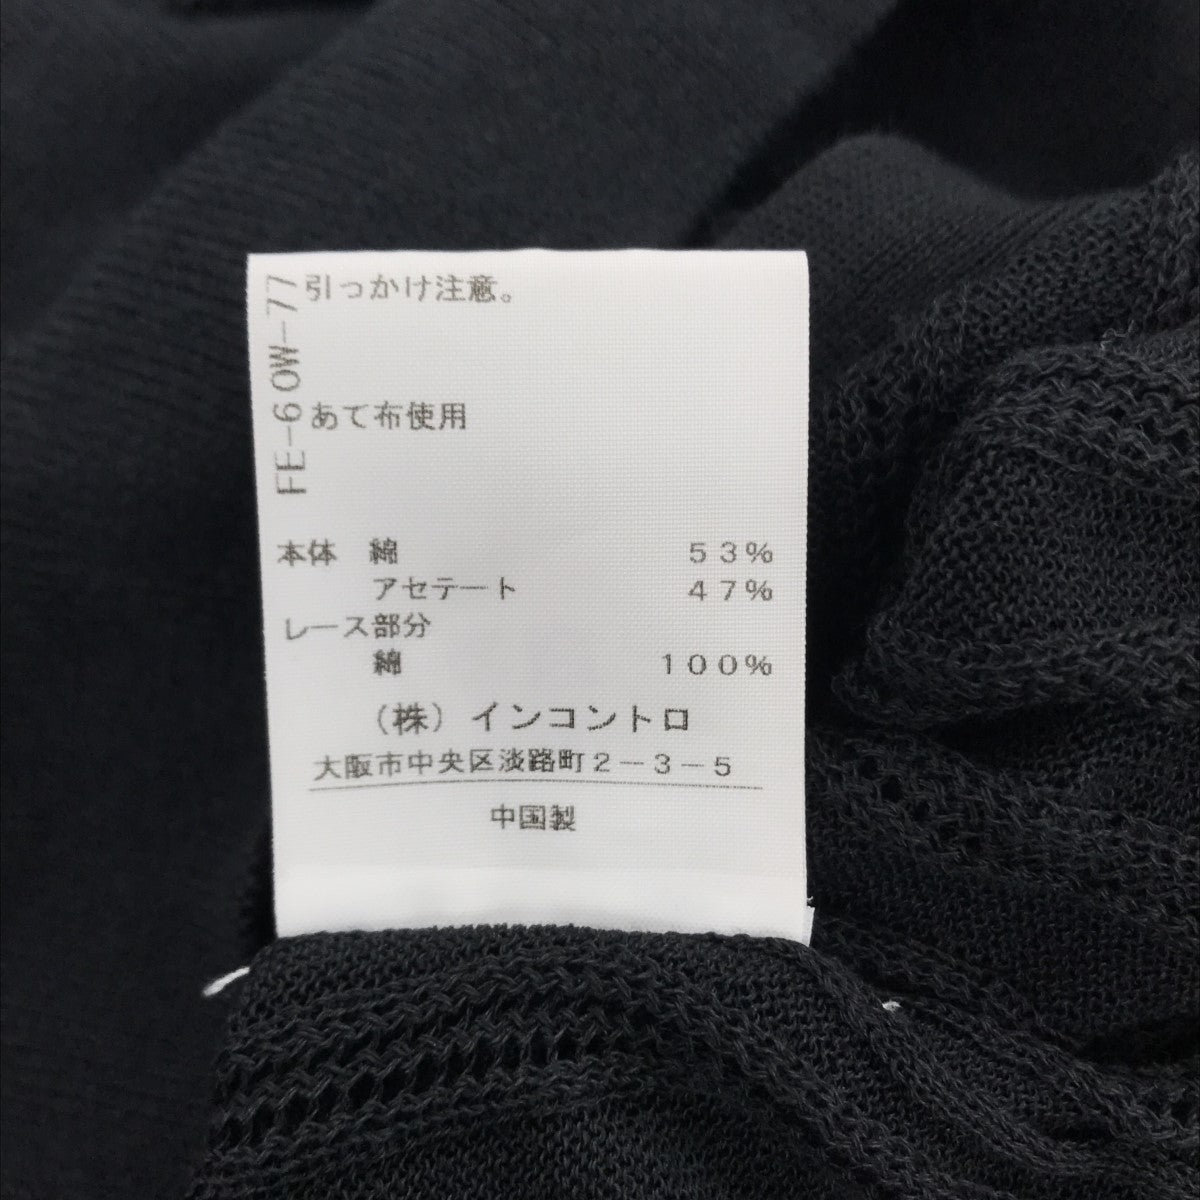 引っかけ注意。
FE-60W-77
あて布使用
本体 綿 53%
アセテート 47%
レース部分
綿 100%
(株)インコントロ
大阪市中央区淡路町2-3-5
中国製